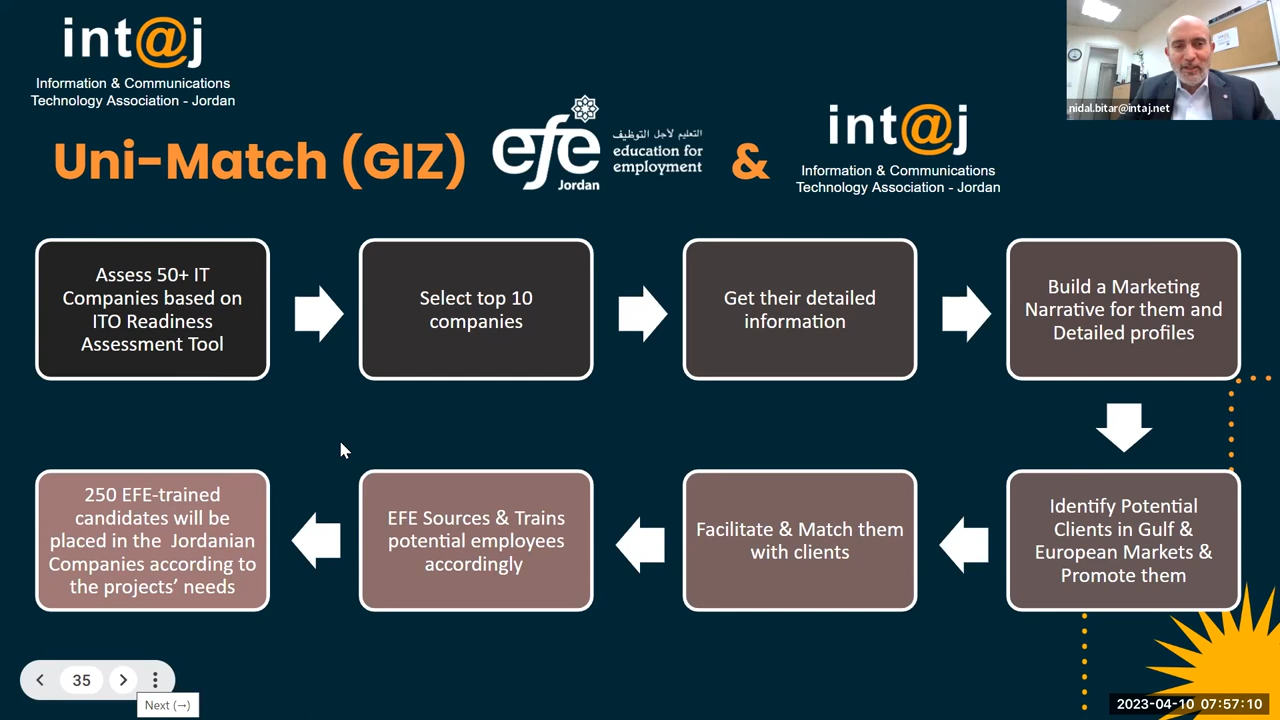 int@j
Information & Communications
Technology Association - Jordan
nidal.bitar@intaj.net
Uni-Match (GIZ)
efe
Jordan
التعليم لأجل التوظيف
education for
employment
&
int@j
Information & Communications
Technology Association - Jordan
Assess 50+ IT
Companies based on
ITO Readiness
Assessment Tool
Select top 10
companies
Get their detailed
information
Build a Marketing
Narrative for them and
Detailed profiles
250 EFE-trained
candidates will be
placed in the Jordanian
Companies according to
the projects’ needs
EFE Sources & Trains
potential employees
accordingly
Facilitate & Match them
with clients
Identify Potential
Clients in Gulf &
European Markets &
Promote them
35
Next (→)
2023-04-10 07:57:10